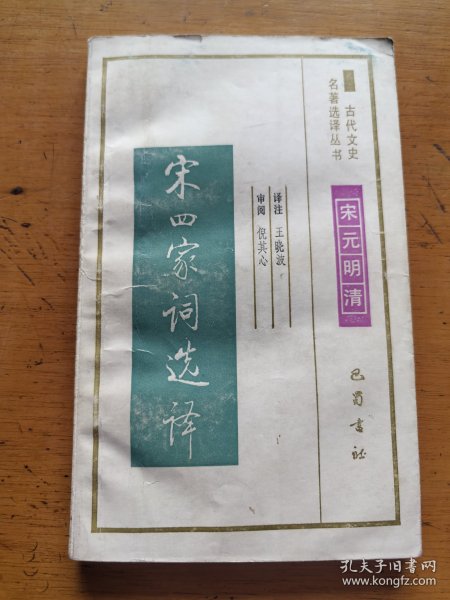 古代文史
名著选译丛书
宋元明清
巴蜀书社
译注 王晓波
审阅 倪其心
宋四家词选译
孔夫子旧书网
www.kongfz.com